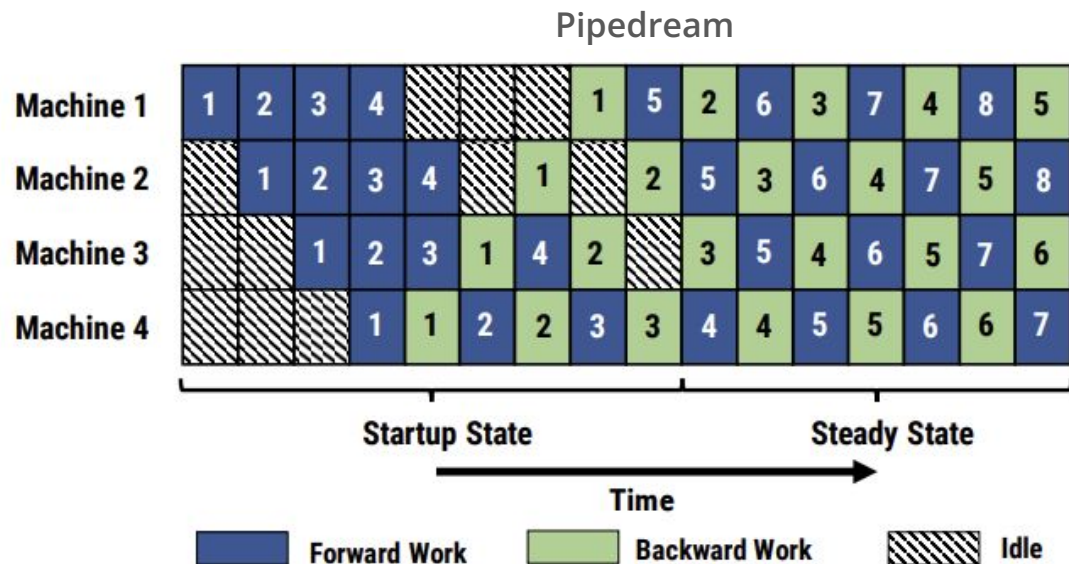 Pipedream
Machine 1 1 2 3 4 1 5 2 6 3 7 4 8 5
Machine 2 1 2 3 4 1 2 5 3 6 4 7 5 8
Machine 3 1 2 3 1 4 2 3 5 4 6 5 7 6
Machine 4 1 1 2 2 3 3 4 4 5 5 6 6 7
Startup State Steady State
Time
Forward Work Backward Work Idle